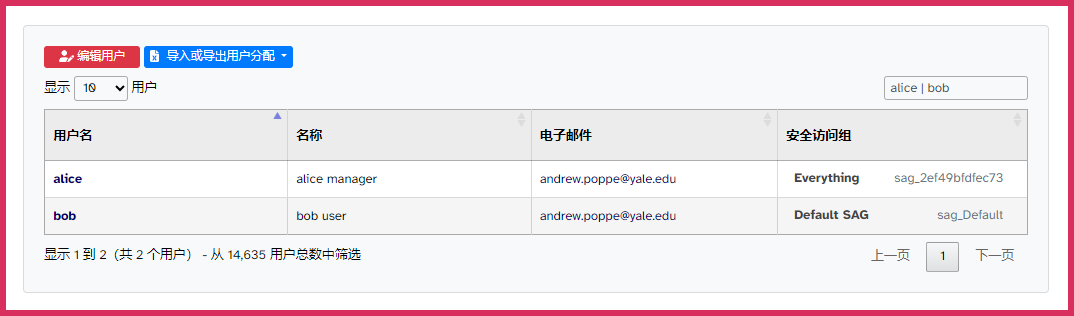 编辑用户 导入或导出用户分配
显示 10 用户 alice | bob
用户名 名称 电子邮件 安全访问组
alice alice manager andrew.poppe@yale.edu Everything sag_2ef49bfdfec73
bob bob user andrew.poppe@yale.edu Default SAG sag_Default
显示 1 到 2（共 2 个用户） - 从 14,635 用户总数中筛选 上一页 1 下一页